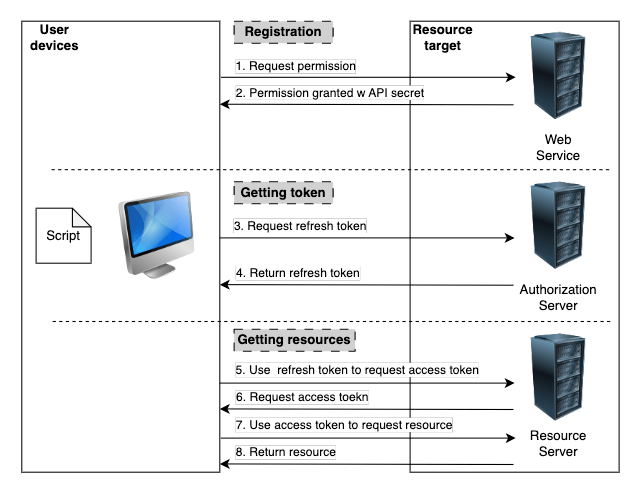 User
devices
Registration
Resource
target
1. Request permission
2. Permission granted w API secret
Web
Service
Getting token
Script
3. Request refresh token
4. Return refresh token
Authorization
Server
Getting resources
5. Use  refresh token to request access token
6. Request access toekn
7. Use access token to request resource
8. Return resource
Resource
Server